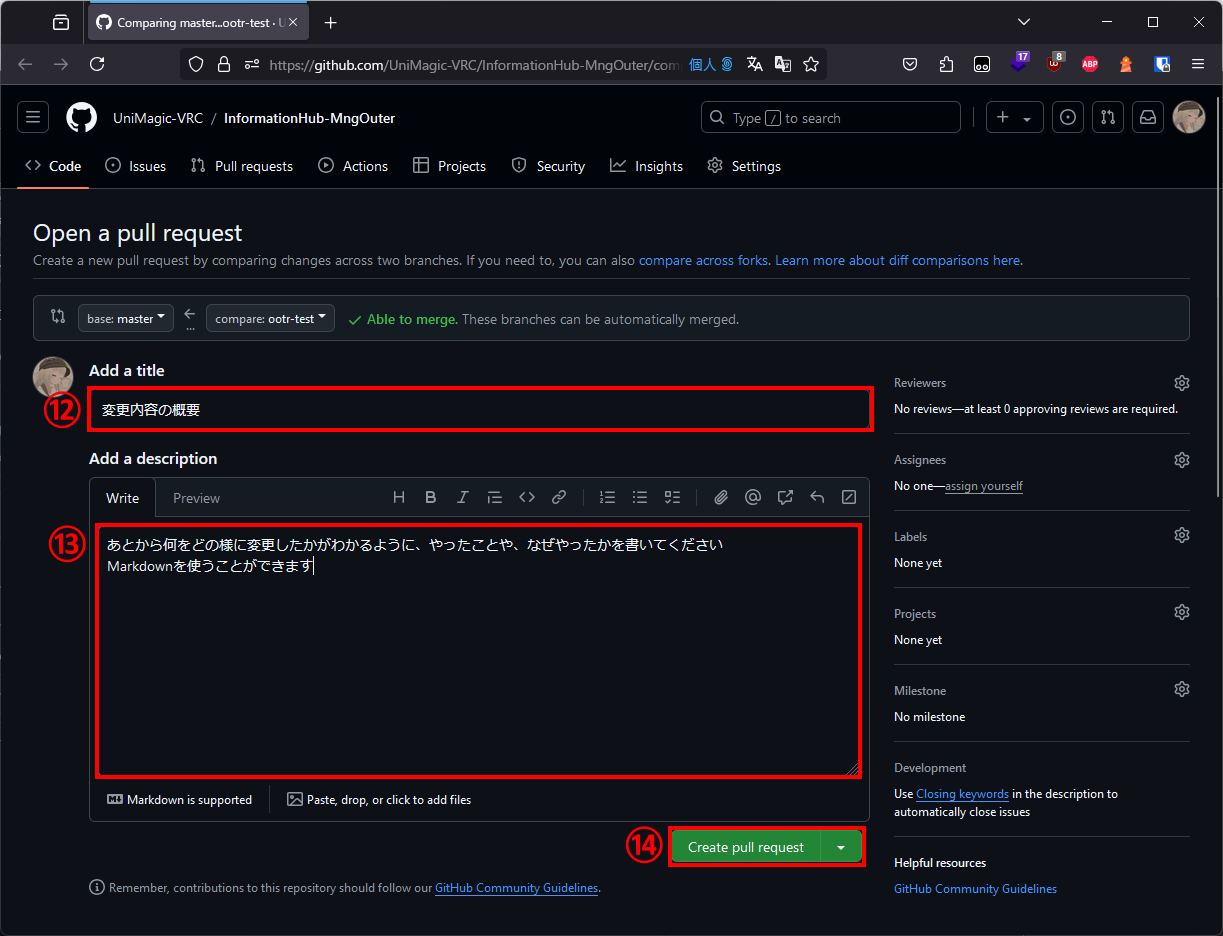 Comparing master...ootr-test · U
https://github.com/UniMagic-VRC/InformationHub-MngOuter/com 個人
17
8
ABP
UniMagic-VRC / InformationHub-MngOuter
Type / to search
Code Issues Pull requests Actions Projects Security Insights Settings
Open a pull request
Create a new pull request by comparing changes across two branches. If you need to, you can also compare across forks. Learn more about diff comparisons here.
base: master ← ... compare: ootr-test ✓ Able to merge. These branches can be automatically merged.
Add a title
⑫ 変更内容の概要
Add a description
Write Preview
⑬ あとから何をどの様に変更したかがわかるように、やったことや、なぜやったかを書いてください
Markdownを使うことができます
Markdown is supported
Paste, drop, or click to add files
⑭ Create pull request
Remember, contributions to this repository should follow our GitHub Community Guidelines.
Reviewers
No reviews—at least 0 approving reviews are required.
Assignees
No one—assign yourself
Labels
None yet
Projects
None yet
Milestone
No milestone
Development
Use Closing keywords in the description to
automatically close issues
Helpful resources
GitHub Community Guidelines